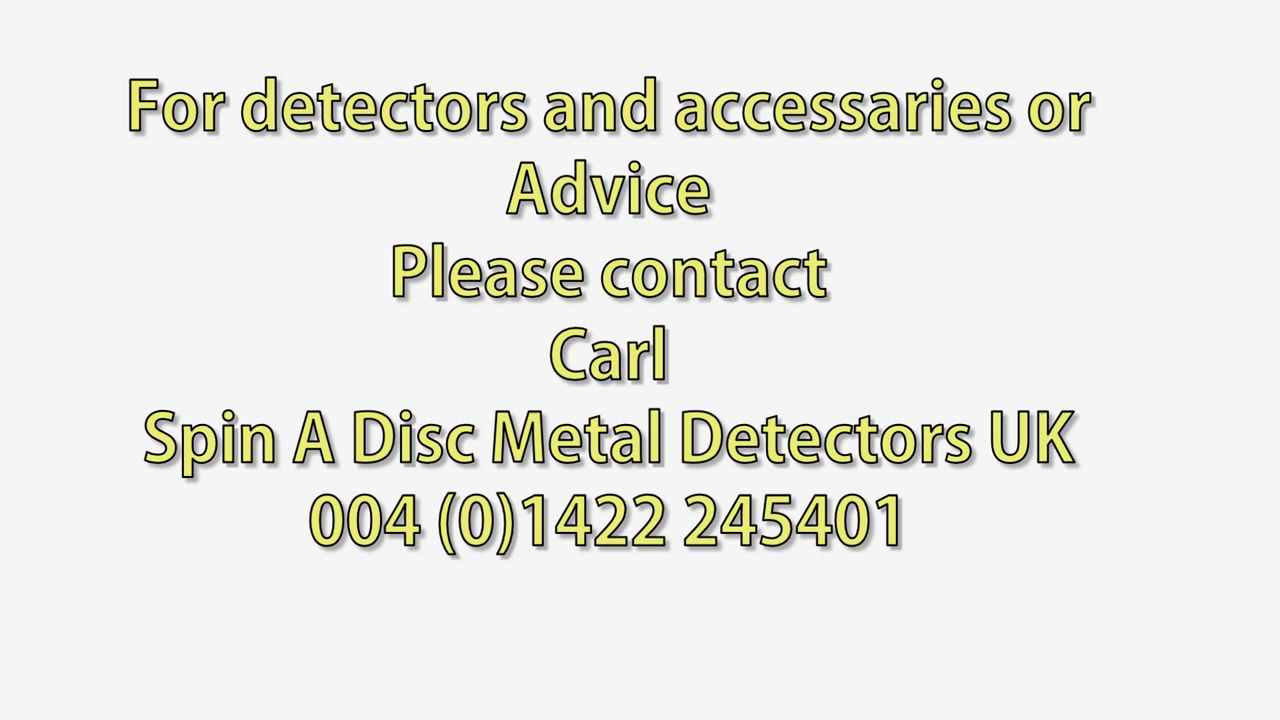 For detectors and accessaries or
Advice
Please contact
Carl
Spin A Disc Metal Detectors UK
004 (0)1422 245401